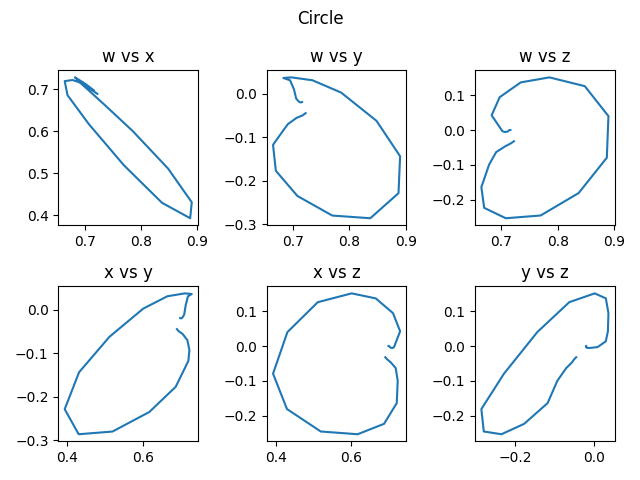 Circle
w vs x
w vs y
w vs z
0.7
0.6
0.5
0.4
0.7 0.8 0.9
0.0
−0.1
−0.2
−0.3
0.7 0.8 0.9
0.1
0.0
−0.1
−0.2
0.7 0.8 0.9
x vs y
x vs z
y vs z
0.0
−0.1
−0.2
−0.3
0.4 0.6
0.1
0.0
−0.1
−0.2
0.4 0.6
0.1
0.0
−0.1
−0.2
−0.2 0.0